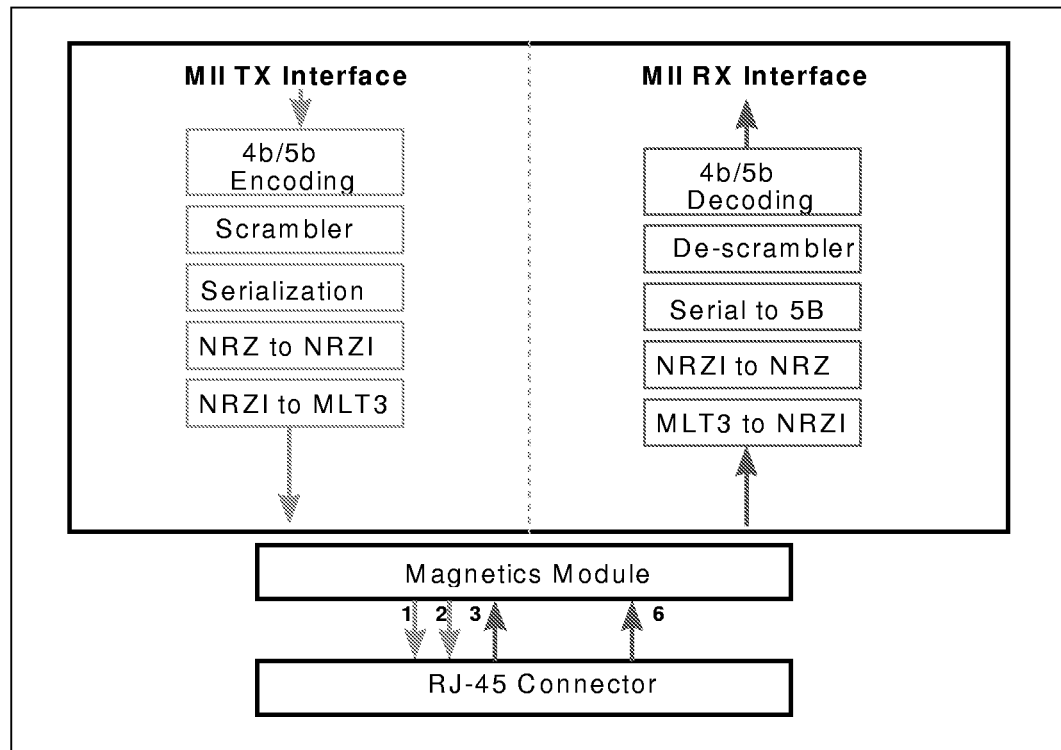 MII TX Interface
4b/5b
Encoding
Scrambler
Serialization
NRZ to NRZI
NRZI to MLT3
MII RX Interface
4b/5b
Decoding
De-scrambler
Serial to 5B
NRZI to NRZ
MLT3 to NRZI
Magnetics Module
1 2 3 6
RJ-45 Connector